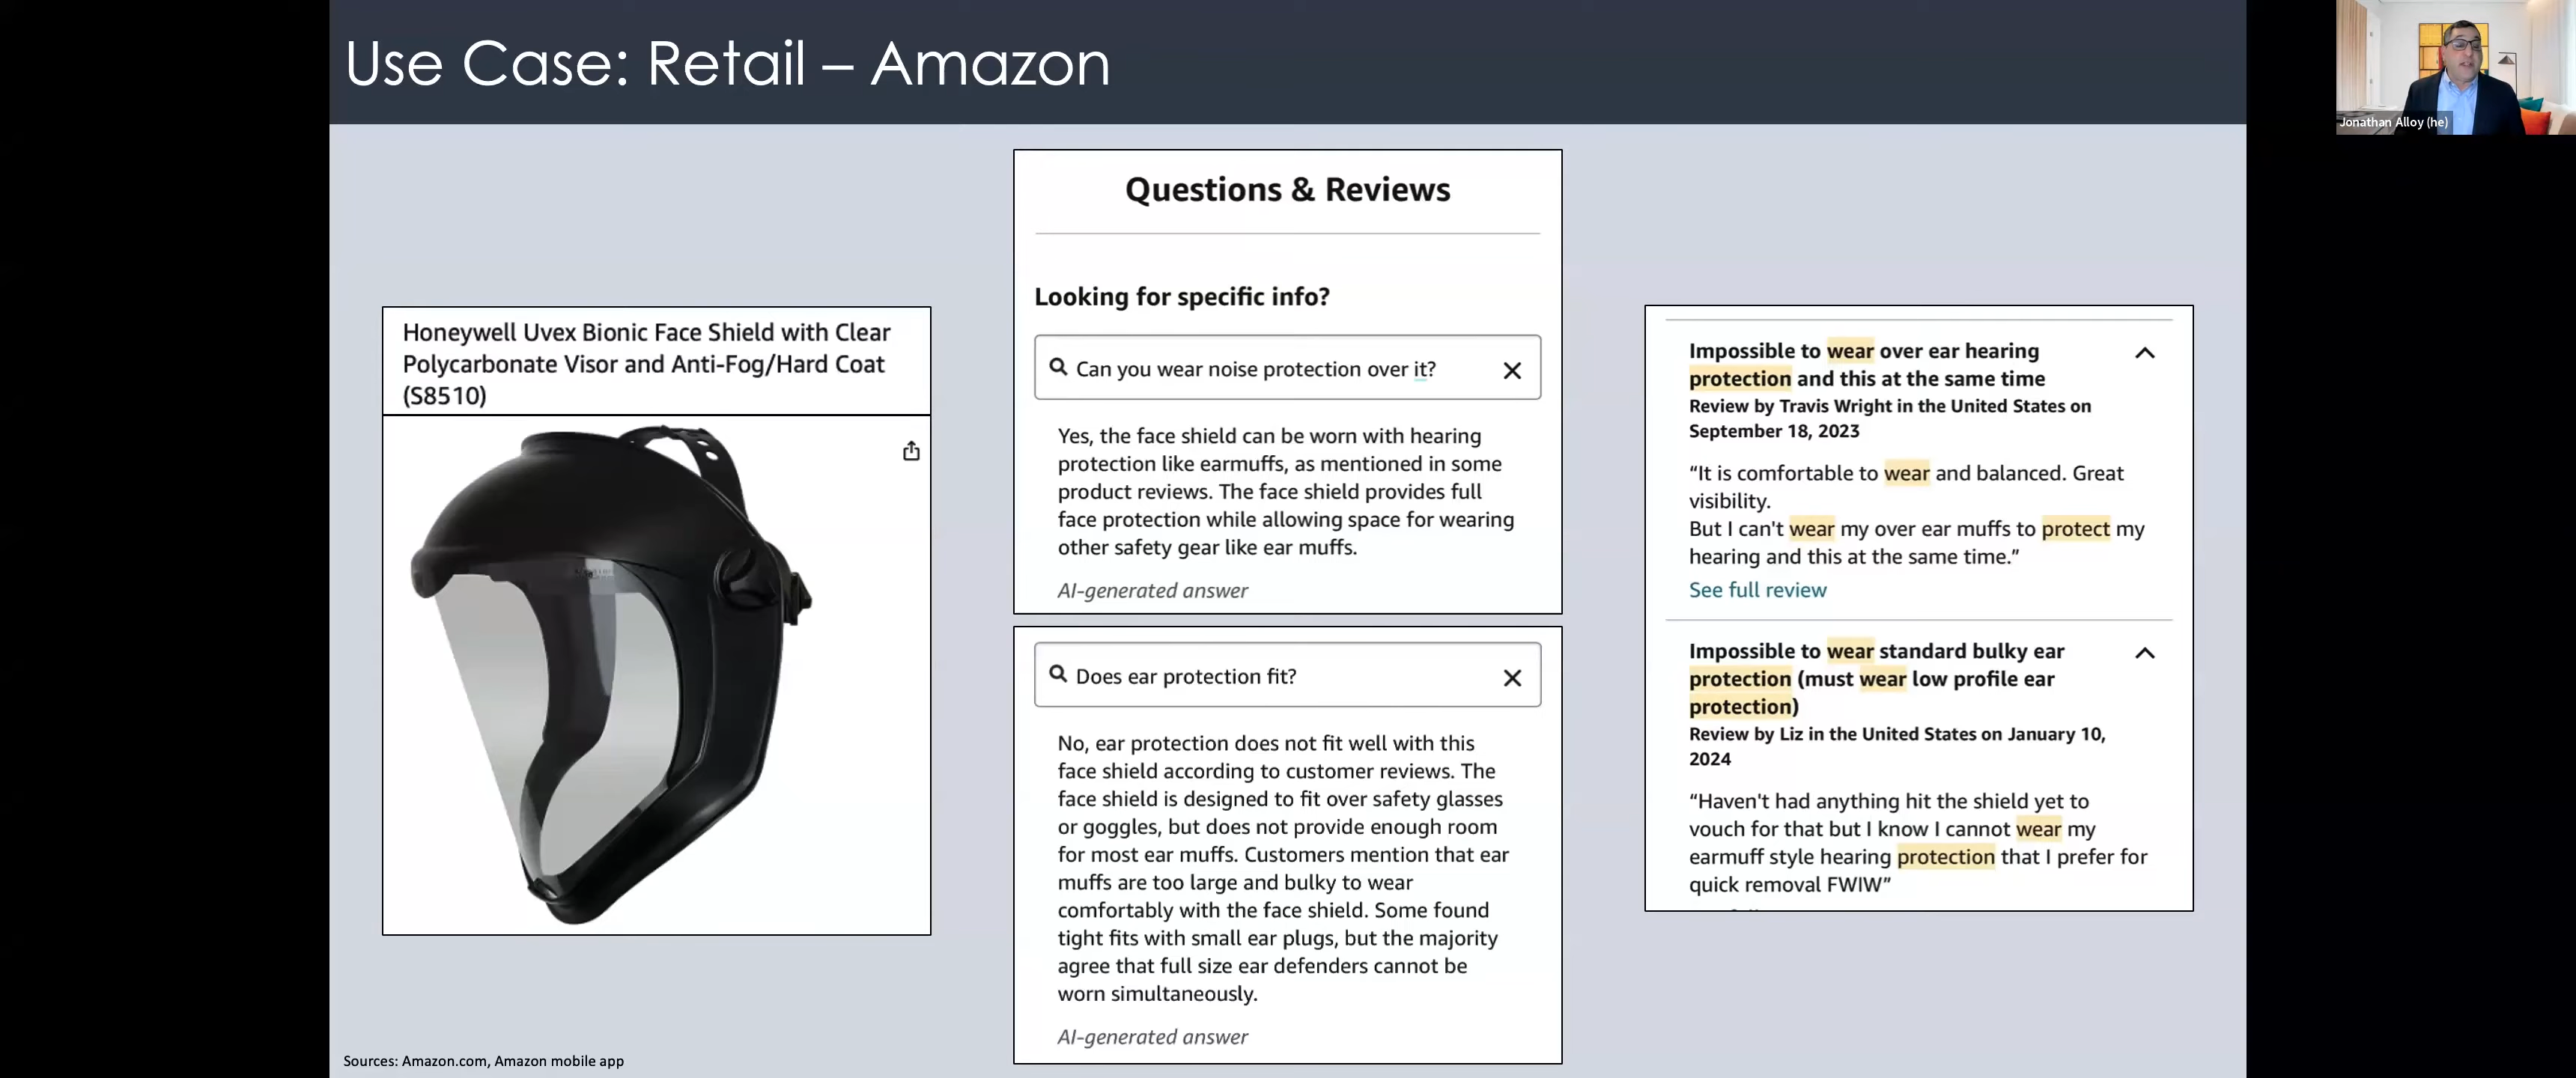 Use Case: Retail – Amazon
Jonathan Alloy (he)
Honeywell Uvex Bionic Face Shield with Clear
Polycarbonate Visor and Anti-Fog/Hard Coat
(S8510)
Questions & Reviews
Looking for specific info?
Can you wear noise protection over it?
Yes, the face shield can be worn with hearing
protection like earmuffs, as mentioned in some
product reviews. The face shield provides full
face protection while allowing space for wearing
other safety gear like ear muffs.
AI-generated answer
Does ear protection fit?
No, ear protection does not fit well with this
face shield according to customer reviews. The
face shield is designed to fit over safety glasses
or goggles, but does not provide enough room
for most ear muffs. Customers mention that ear
muffs are too large and bulky to wear
comfortably with the face shield. Some found
tight fits with small ear plugs, but the majority
agree that full size ear defenders cannot be
worn simultaneously.
AI-generated answer
Impossible to wear over ear hearing
protection and this at the same time
Review by Travis Wright in the United States on
September 18, 2023
“It is comfortable to wear and balanced. Great
visibility.
But I can't wear my over ear muffs to protect my
hearing and this at the same time.”
See full review
Impossible to wear standard bulky ear
protection (must wear low profile ear
protection)
Review by Liz in the United States on January 10,
2024
“Haven't had anything hit the shield yet to
vouch for that but I know I cannot wear my
earmuff style hearing protection that I prefer for
quick removal FWIW”
Sources: Amazon.com, Amazon mobile app